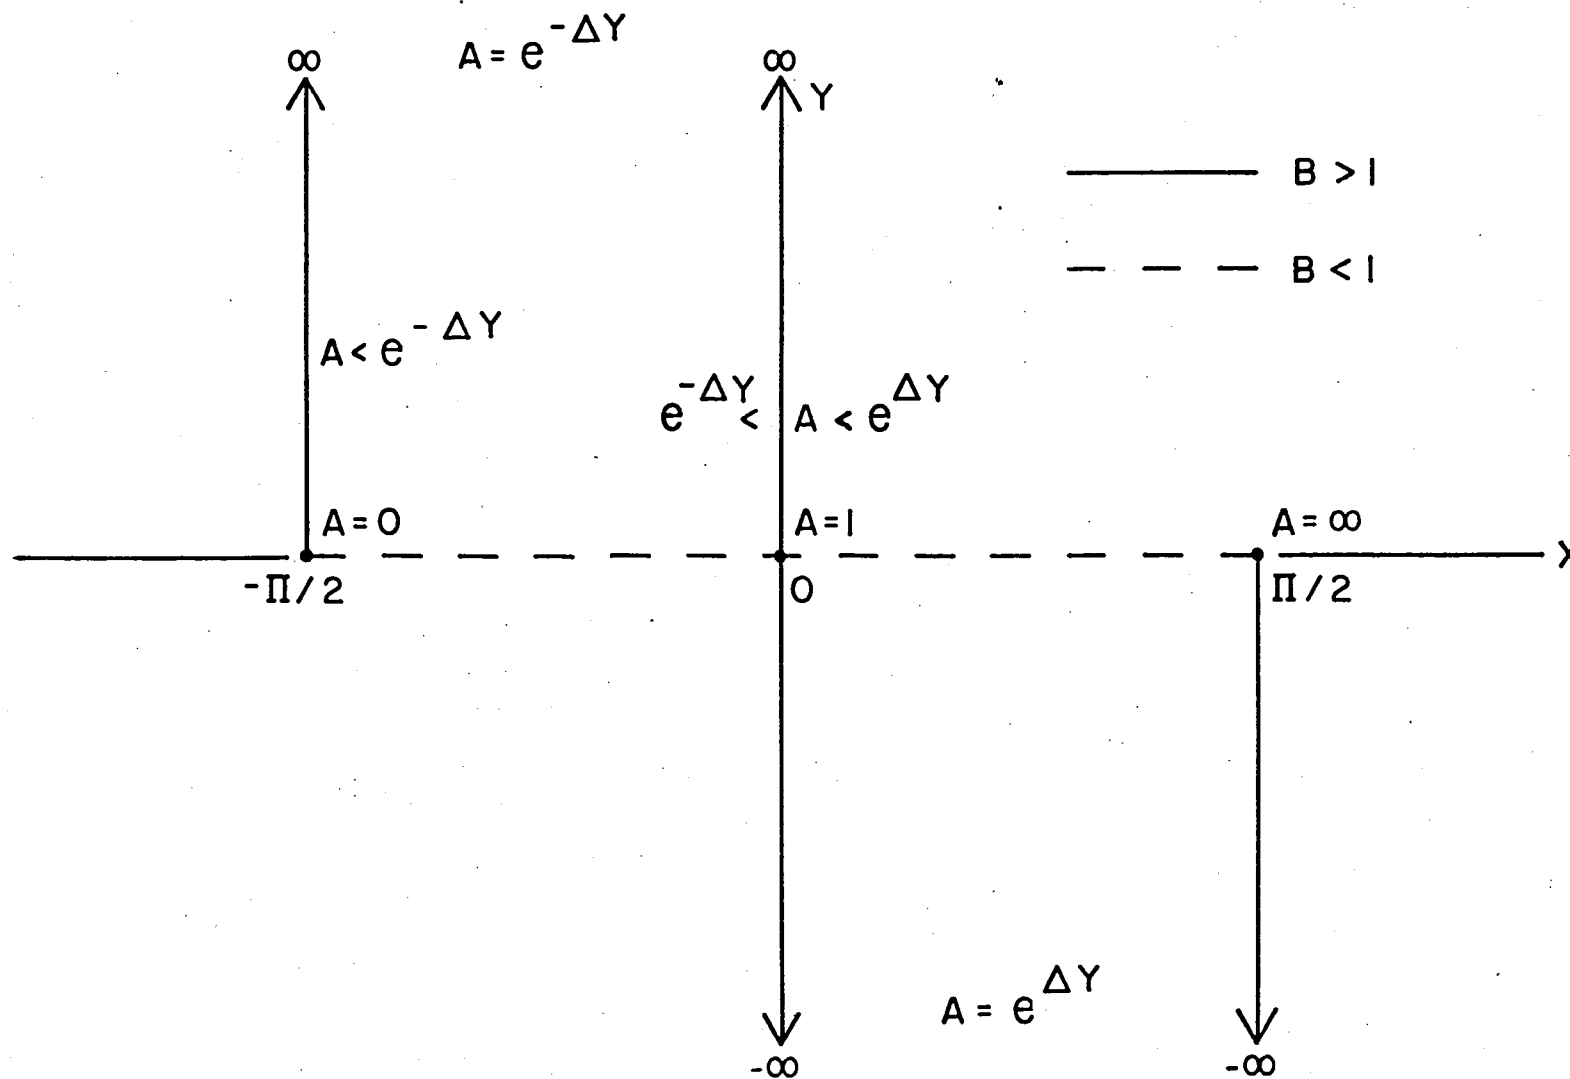 ∞
A = e^{-ΔY}
∞
Y
B > 1
B < 1
A < e^{-ΔY}
e^{-ΔY} < A < e^{ΔY}
A = 0
A = 1
A = ∞
X
-Π/2
0
Π/2
A = e^{ΔY}
-∞
-∞